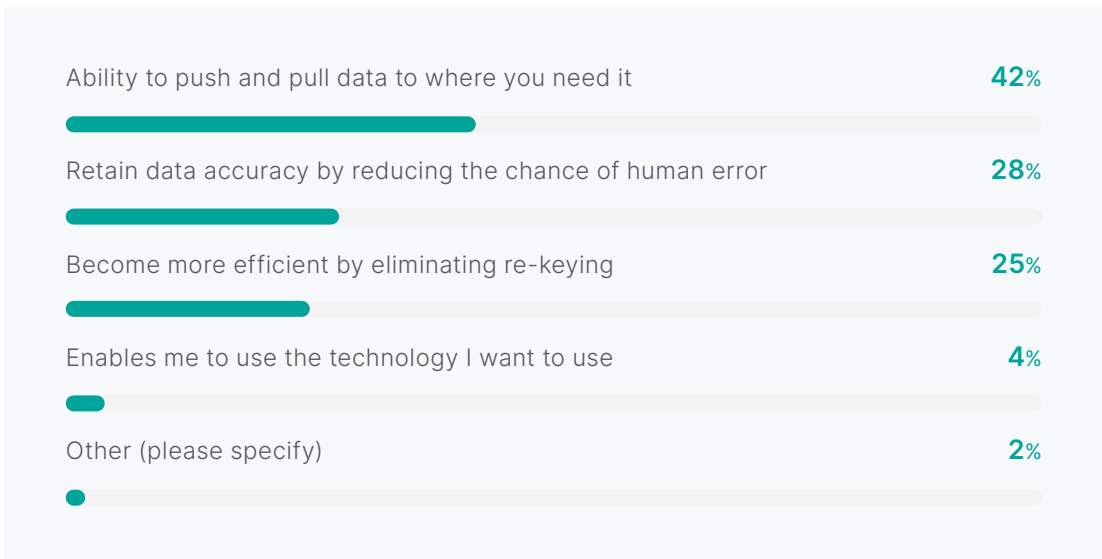 Ability to push and pull data to where you need it 42%
Retain data accuracy by reducing the chance of human error 28%
Become more efficient by eliminating re-keying 25%
Enables me to use the technology I want to use 4%
Other (please specify) 2%